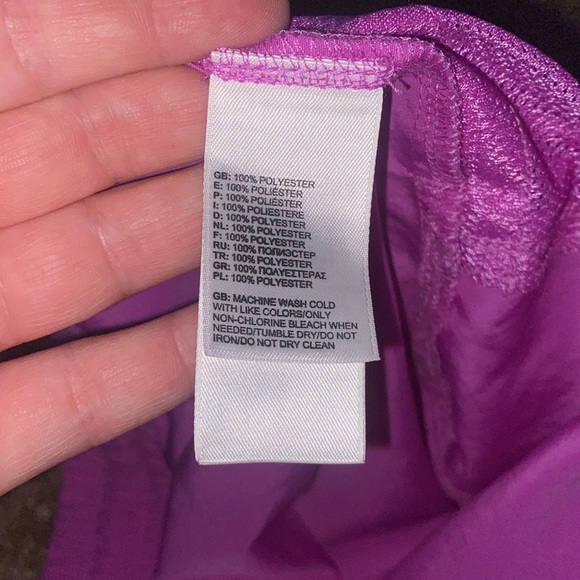 GB: 100% POLYESTER
E: 100% POLIÉSTER
P: 100% POLIÉSTER
I: 100% POLIESTERE
D: 100% POLYESTER
NL: 100% POLYESTER
F: 100% POLYESTER
RU: 100% ПОЛИЭСТЕР
TR: 100% POLYESTER
GR: 100% ΠΟΛΥΕΣΤΕΡΑΣ
PL: 100% POLYESTER
GB: MACHINE WASH COLD
WITH LIKE COLORS/ONLY
NON-CHLORINE BLEACH WHEN
NEEDED/TUMBLE DRY/DO NOT
IRON/DO NOT DRY CLEAN